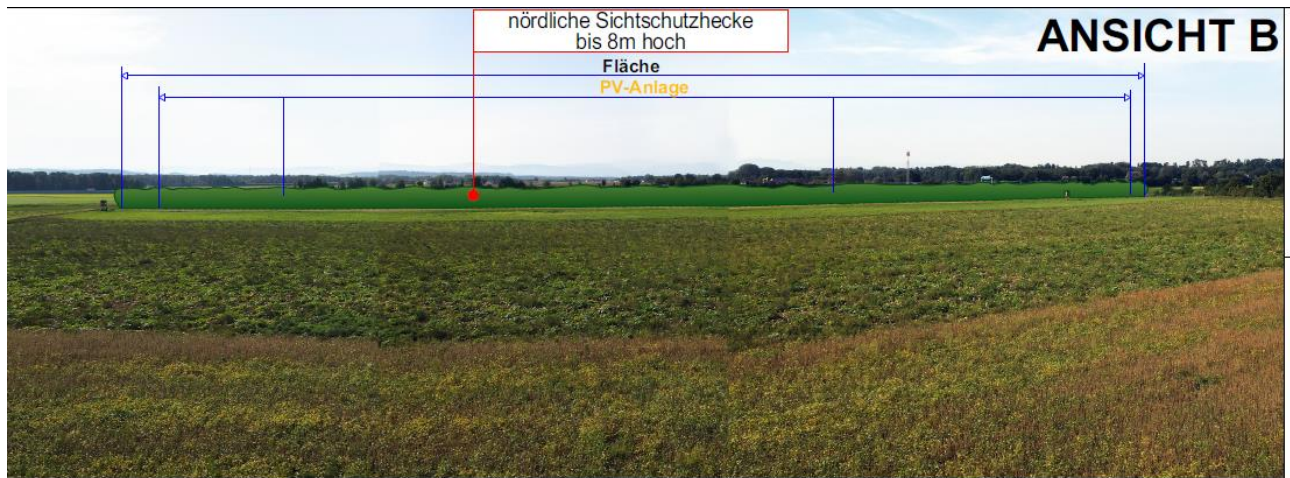 nördliche Sichtschutzhecke
bis 8m hoch
ANSICHT B
Fläche
PV-Anlage